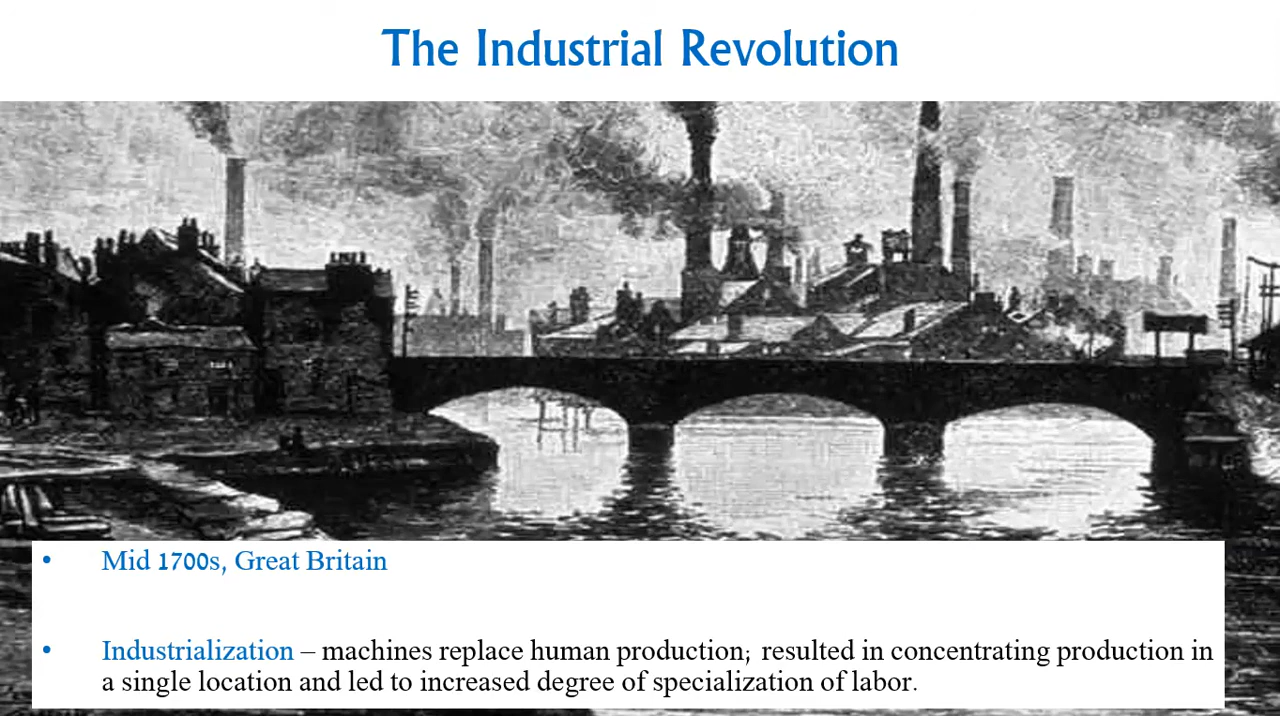 The Industrial Revolution
• Mid 1700s, Great Britain
• Industrialization – machines replace human production; resulted in concentrating production in
a single location and led to increased degree of specialization of labor.